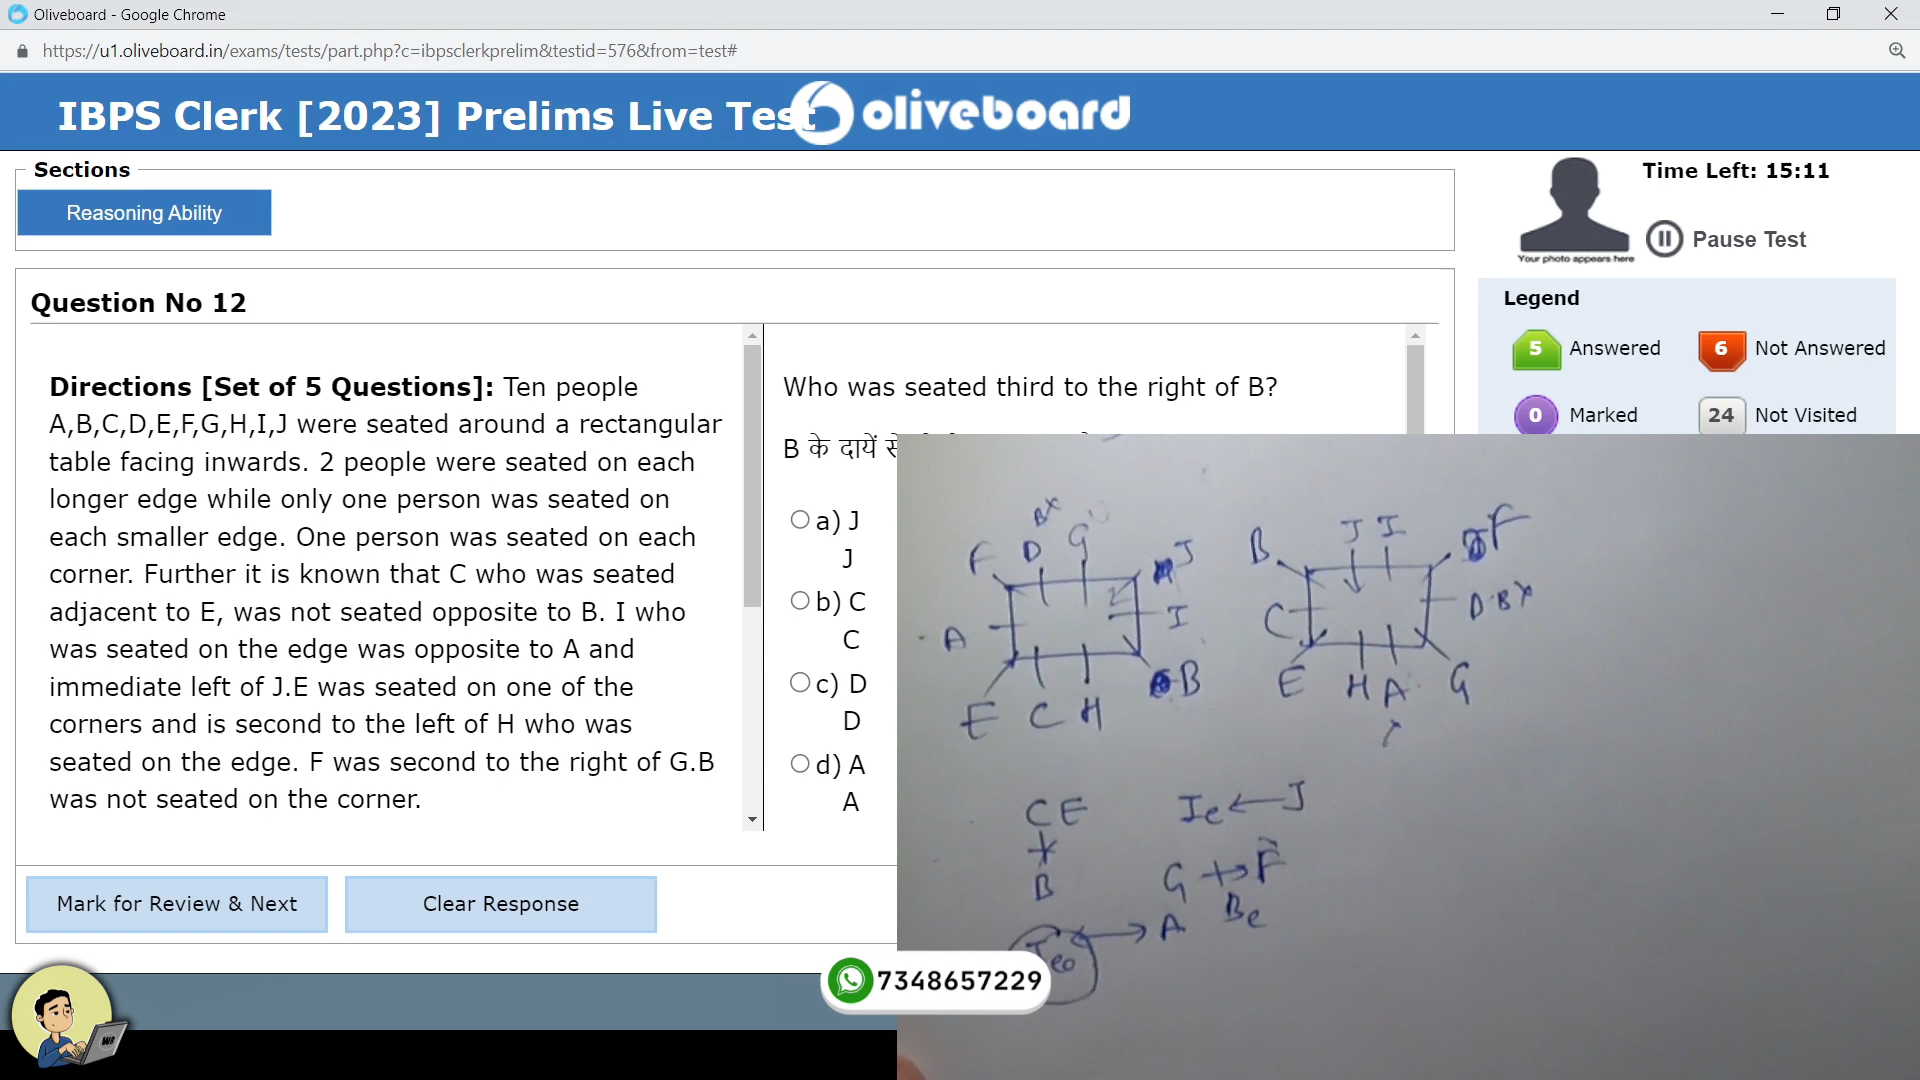 Oliveboard - Google Chrome
https://u1.oliveboard.in/exams/tests/part.php?c=ibpsclerkprelim&testid=576&from=test#
IBPS Clerk [2023] Prelims Live Test
oliveboard
Sections
Reasoning Ability
Time Left: 15:11
Pause Test
Your photo appears here
Question No 12
Legend
5 Answered
6 Not Answered
0 Marked
24 Not Visited
Directions [Set of 5 Questions]: Ten people
A,B,C,D,E,F,G,H,I,J were seated around a rectangular
table facing inwards. 2 people were seated on each
longer edge while only one person was seated on
each smaller edge. One person was seated on each
corner. Further it is known that C who was seated
adjacent to E, was not seated opposite to B. I who
was seated on the edge was opposite to A and
immediate left of J.E was seated on one of the
corners and is second to the left of H who was
seated on the edge. F was second to the right of G.B
was not seated on the corner.
Who was seated third to the right of B?
B के दायें से
a) J
J
b) C
C
c) D
D
d) A
A
Mark for Review & Next
Clear Response
F D G J
A I
E C H B
B J I F
C D
E H A G
C E
B
I e ← J
G F
B e
A
7348657229